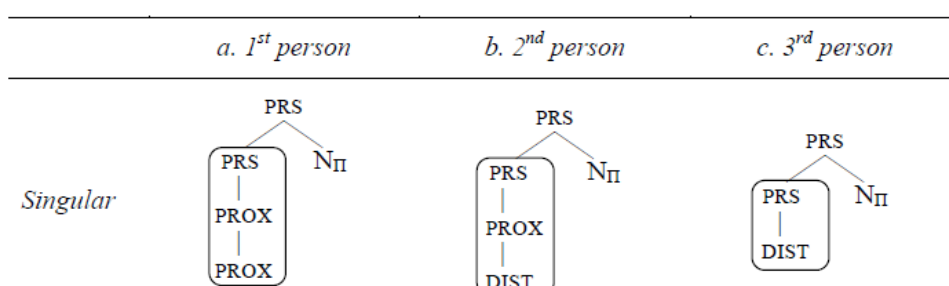 a. 1st person b. 2nd person c. 3rd person
PRS
PRS
PRS
PRS NΠ
PRS NΠ
PRS NΠ
Singular
PROX
PROX
DIST
PROX
DIST